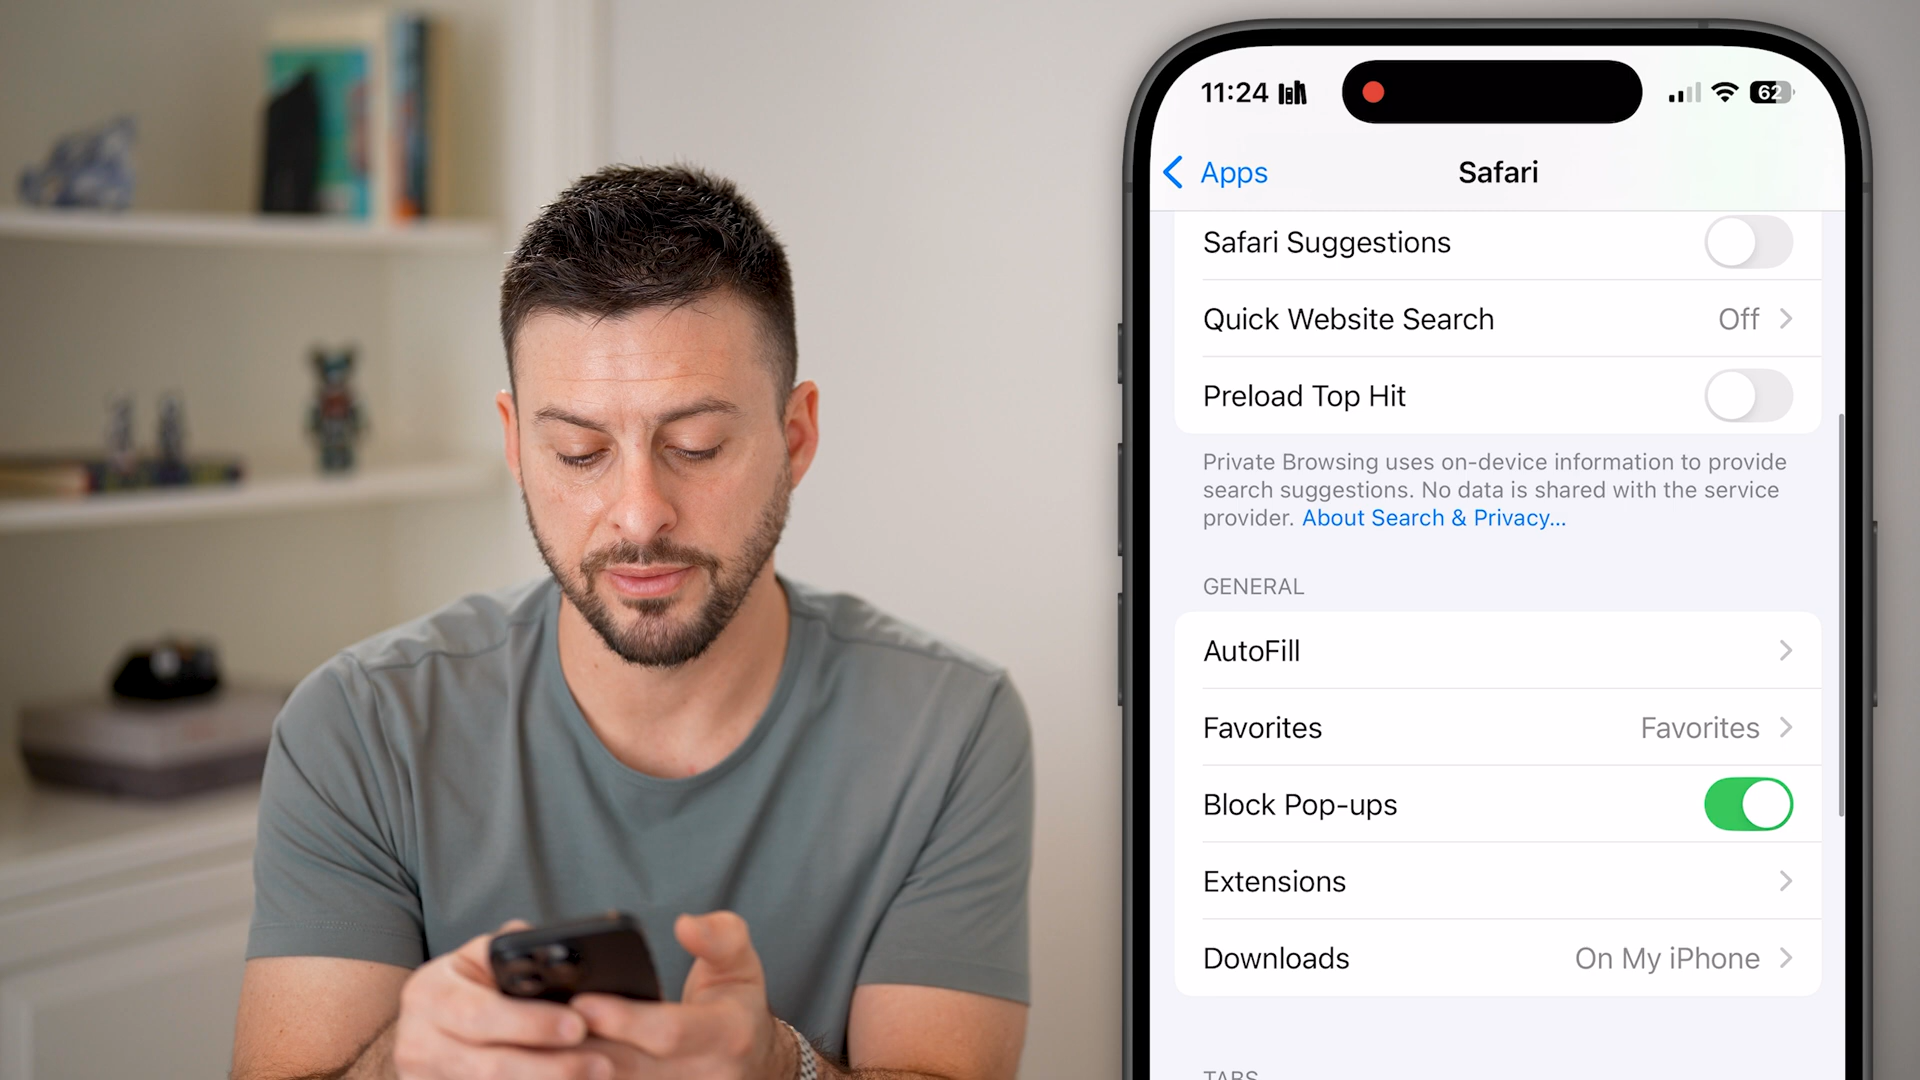 11:24
62
Apps
Safari
Safari Suggestions
Quick Website Search
Off
Preload Top Hit
Private Browsing uses on-device information to provide
search suggestions. No data is shared with the service
provider. About Search & Privacy...
GENERAL
AutoFill
Favorites
Favorites
Block Pop-ups
Extensions
Downloads
On My iPhone
TABS